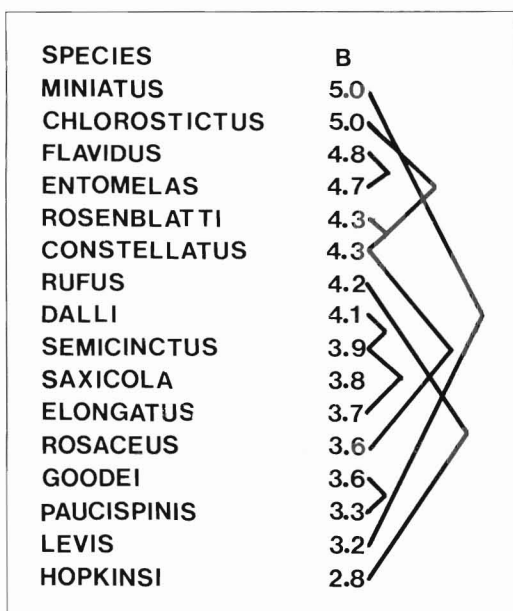 SPECIES B
MINIATUS 5.0
CHLOROSTICTUS 5.0
FLAVIDUS 4.8
ENTOMELAS 4.7
ROSENBLATTI 4.3
CONSTELLATUS 4.3
RUFUS 4.2
DALLI 4.1
SEMICINCTUS 3.9
SAXICOLA 3.8
ELONGATUS 3.7
ROSACEUS 3.6
GOODEI 3.6
PAUCISPINIS 3.3
LEVIS 3.2
HOPKINSI 2.8